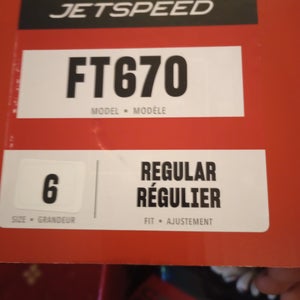 JETSPEED
FT670
MODEL • MODÈLE
6
SIZE • GRANDEUR
REGULAR
RÉGULIER
FIT • AJUSTEMENT